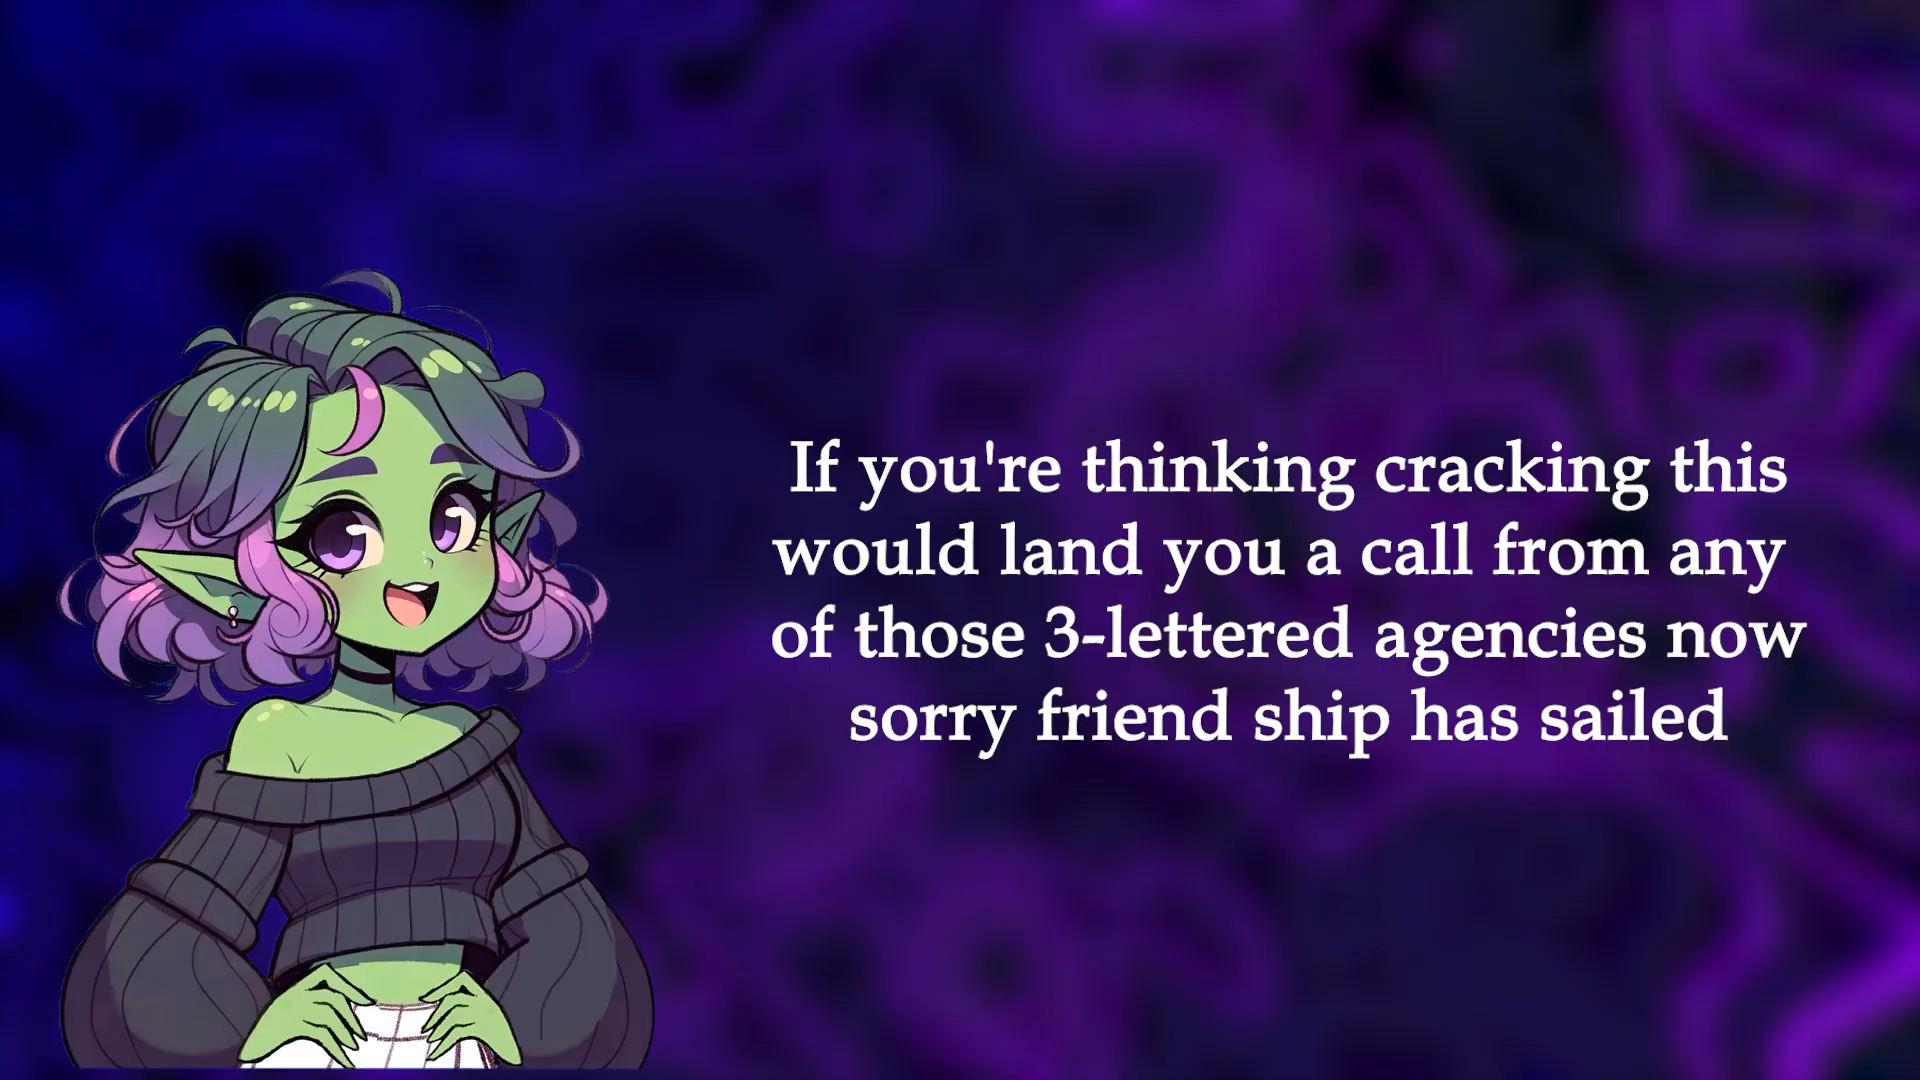 If you're thinking cracking this
would land you a call from any
of those 3-lettered agencies now
sorry friend ship has sailed